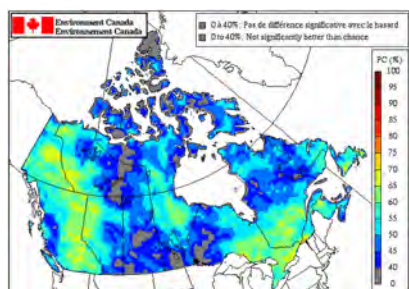 Environment Canada
Environnement Canada
0 à 40% : Pas de différence significative avec le hasard
0 to 40% : Not significantly better than chance
PC (%)
100
95
90
85
80
75
70
65
60
55
50
45
40
0